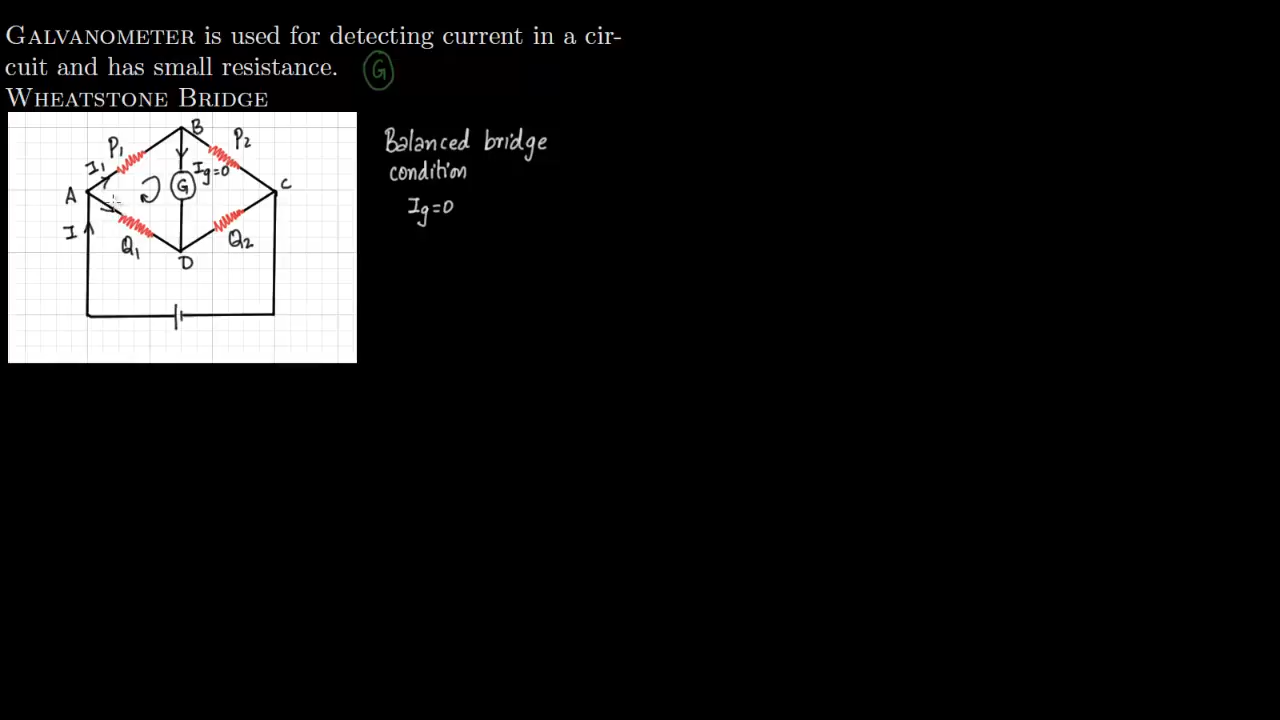 GALVANOMETER is used for detecting current in a cir-
cuit and has small resistance. G
WHEATSTONE BRIDGE
B
P1 P2
I1 Ig=0
A G C
I
Q1 Q2
D
Balanced bridge
condition
Ig=0